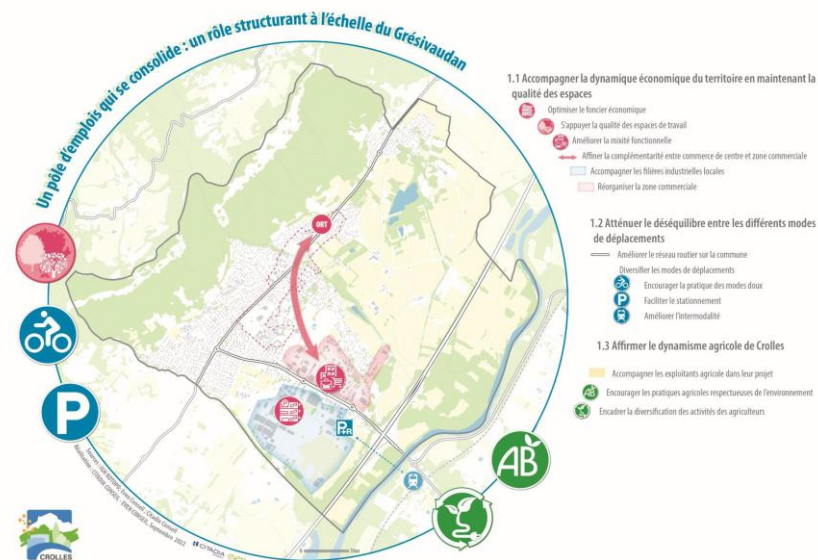 Un pôle d'emplois qui se consolide : un rôle structurant à l'échelle du Grésivaudan
1.1 Accompagner la dynamique économique du territoire en maintenant la
qualité des espaces
Optimiser le foncier économique
S'appuyer la qualité des espaces de travail
Améliorer la mixité fonctionnelle
Affiner la complémentarité entre commerce de centre et zone commerciale
Accompagner les filières industrielles locales
Réorganiser la zone commerciale
1.2 Atténuer le déséquilibre entre les différents modes
de déplacements
Améliorer le réseau routier sur la commune
Diversifier les modes de déplacements
Encourager la pratique des modes doux
P
Faciliter le stationnement
Améliorer l'intermodalité
1.3 Affirmer le dynamisme agricole de Crolles
Accompagner les exploitants agricole dans leur projet
AB
Encourager les pratiques agricoles respectueuses de l'environnement
Encadrer la diversification des activités des agriculteurs
ORT
P+R
P
AB
CITADIA
CROLLES